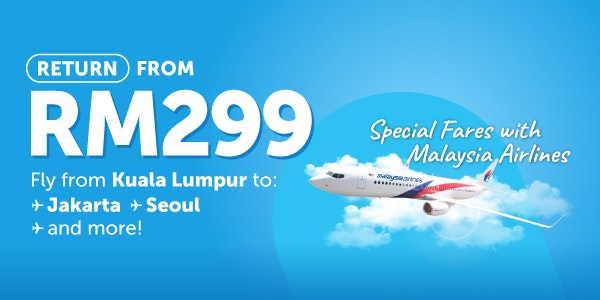 RETURN FROM
RM299
Fly from Kuala Lumpur to:
Jakarta Seoul
and more!
Special Fares with
Malaysia Airlines
malaysia airlines